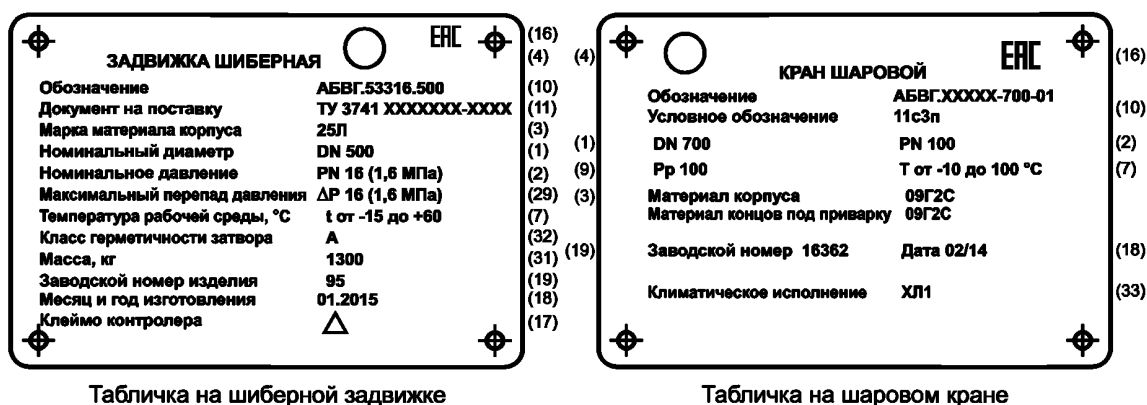 ЕАС (16)
ЗАДВИЖКА ШИБЕРНАЯ (4)
Обозначение АБВГ.53316.500 (10)
Документ на поставку ТУ 3741 XXXXXXX-XXXX (11)
Марка материала корпуса 25Л (3)
Номинальный диаметр DN 500 (1)
Номинальное давление PN 16 (1,6 МПа) (2)
Максимальный перепад давления ΔP 16 (1,6 МПа) (29)
Температура рабочей среды, °С t от -15 до +60 (7)
Класс герметичности затвора А (32)
Масса, кг 1300 (31)
Заводской номер изделия 95 (19)
Месяц и год изготовления 01.2015 (18)
Клеймо контролера (17)
Табличка на шиберной задвижке
(4) ЕАС (16)
КРАН ШАРОВОЙ
Обозначение АБВГ.XXXXX-700-01
Условное обозначение 11с3п (10)
(1) DN 700 PN 100 (2)
(9) Pp 100 Т от -10 до 100 °С (7)
(3) Материал корпуса 09Г2С
Материал концов под приварку 09Г2С
(19) Заводской номер 16362 Дата 02/14 (18)
Климатическое исполнение ХЛ1 (33)
Табличка на шаровом кране